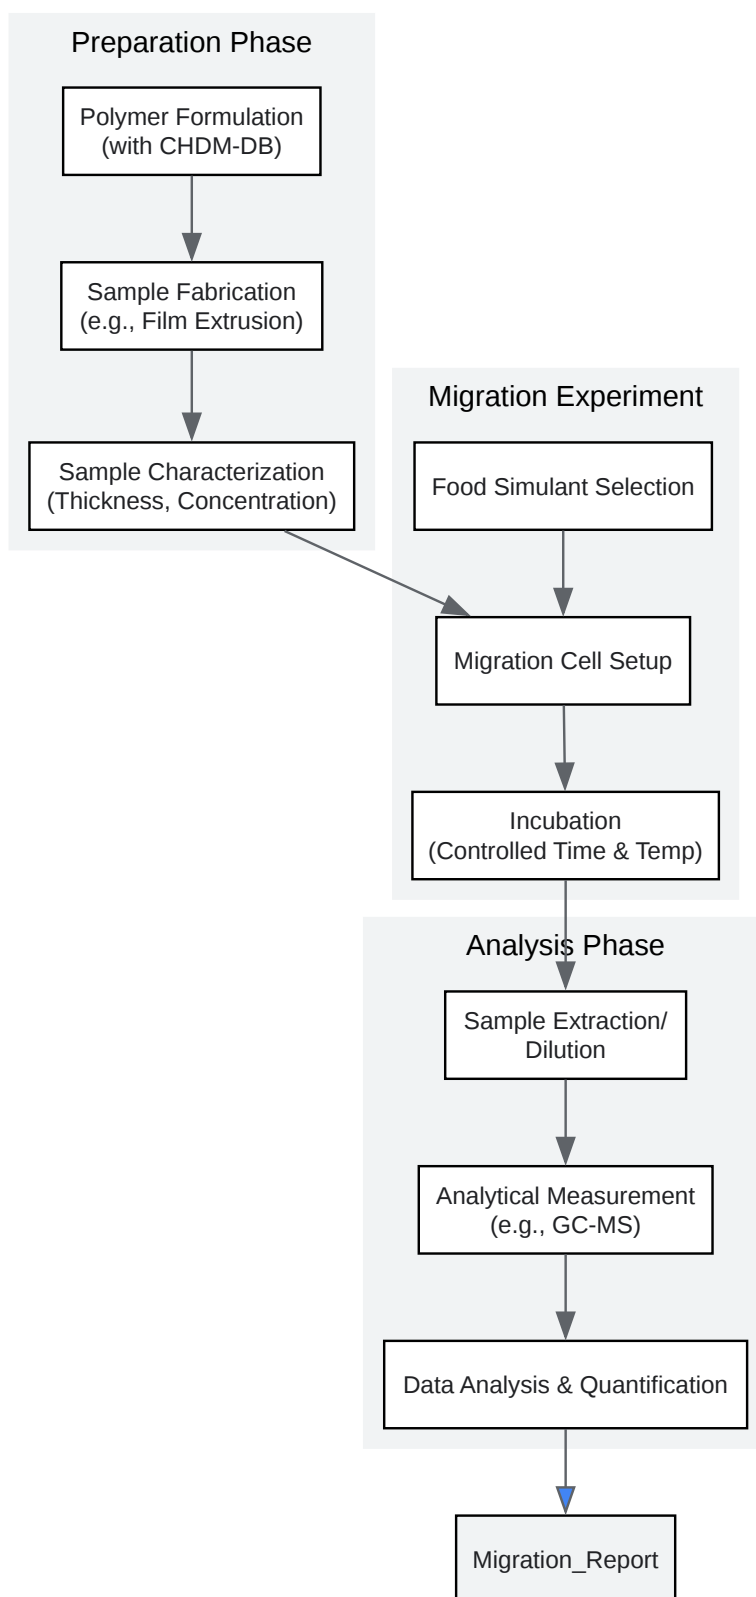 Preparation Phase
Polymer Formulation
(with CHDM-DB)
Sample Fabrication
(e.g., Film Extrusion)
Sample Characterization
(Thickness, Concentration)
Migration Experiment
Food Simulant Selection
Migration Cell Setup
Incubation
(Controlled Time & Temp)
Analysis Phase
Sample Extraction/
Dilution
Analytical Measurement
(e.g., GC-MS)
Data Analysis & Quantification
Migration_Report